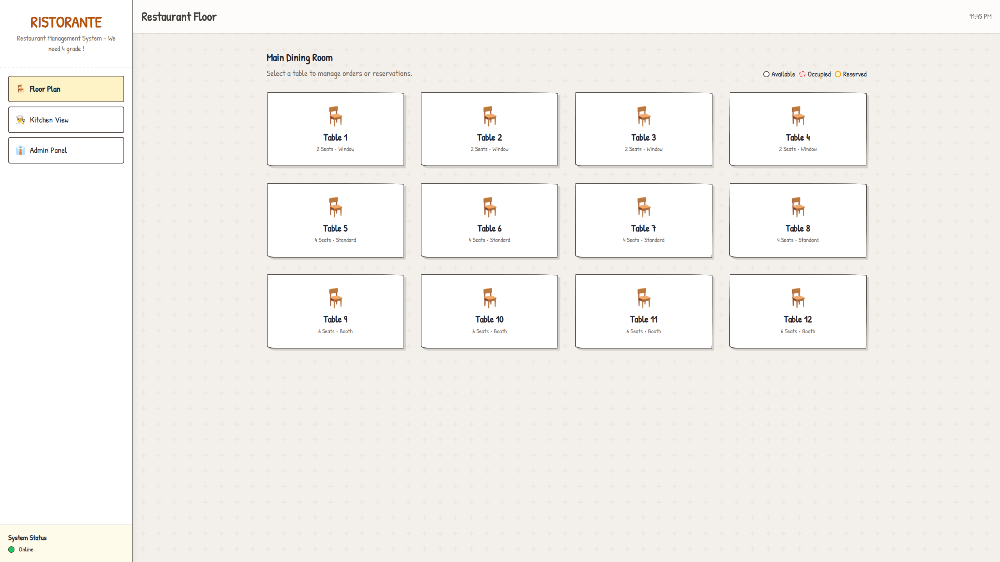 RISTORANTE
Restaurant Management System - We
need 4 grade !
Floor Plan
Kitchen View
Admin Panel
System Status
Online
Restaurant Floor
11:45 PM
Main Dining Room
Select a table to manage orders or reservations.
Available Occupied Reserved
Table 1
2 Seats • Window
Table 2
2 Seats • Window
Table 3
2 Seats • Window
Table 4
2 Seats • Window
Table 5
4 Seats • Standard
Table 6
4 Seats • Standard
Table 7
4 Seats • Standard
Table 8
4 Seats • Standard
Table 9
6 Seats • Booth
Table 10
6 Seats • Booth
Table 11
6 Seats • Booth
Table 12
6 Seats • Booth